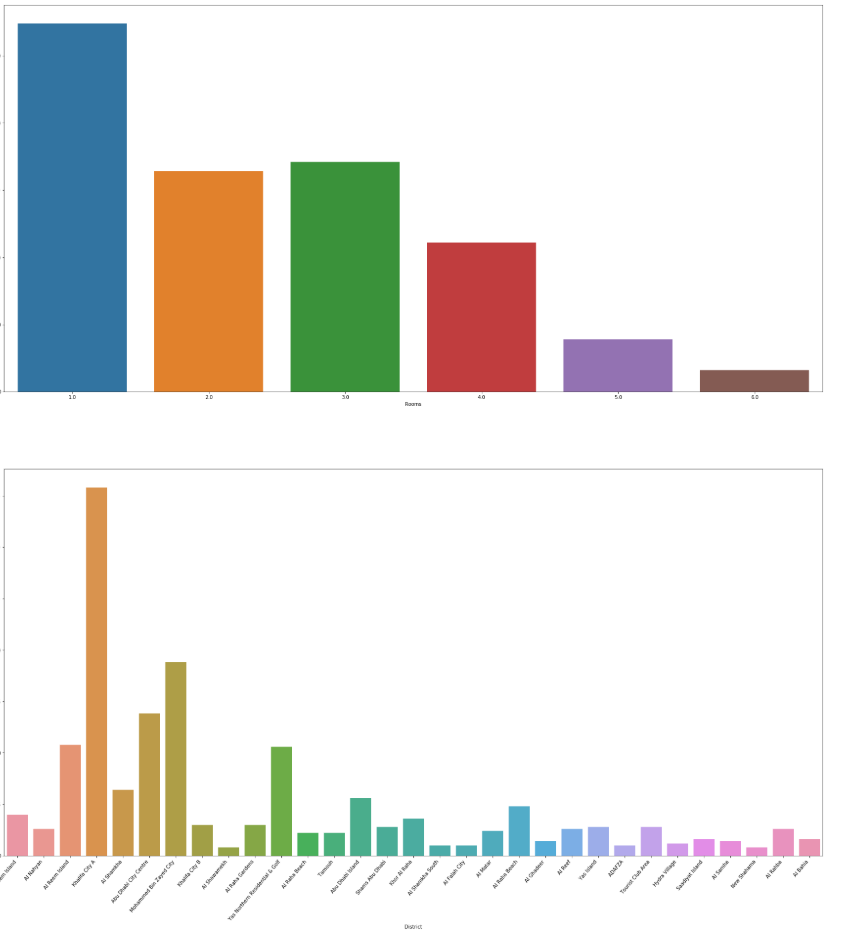 1.0 2.0 3.0 4.0 5.0 6.0
Rooms
Al Nahyan
Al Reem Island
Khalifa City A
Al Shamkha
Abu Dhabi City Centre
Mohammed Bin Zayed City
Khalifa City B
Al Shawamekh
Al Raha Gardens
Yas Northern Residential & Golf
Al Raha Beach
Tamouh
Abu Dhabi Island
Shams Abu Dhabi
Khor Al Raha
Al Shamkha South
Al Falah City
Al Matar
Al Raha Beach
Al Ghadeer
Al Reef
Yas Island
ADAFZA
Tourist Club Area
Hydra Village
Saadiyat Island
Al Samha
New Shahama
Al Rahba
Al Bahia
District